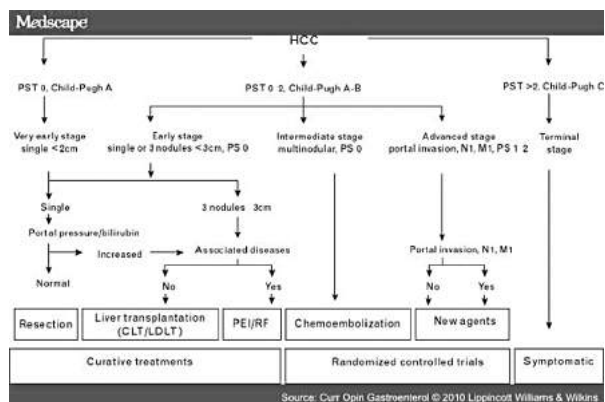 Medscape
HCC
PST 0, Child-Pugh A
PST 0 2, Child-Pugh A-B
PST >2, Child-Pugh C
Very early stage
single <2cm
Early stage
single or 3 nodules <3cm, PS 0
Intermediate stage
multinodular, PS 0
Advanced stage
portal invasion, N1, M1, PS 1 2
Terminal
stage
Single
3 nodules 3cm
Portal pressure/bilirubin
Increased
Associated diseases
Portal invasion, N1, M1
Normal
No
Yes
No
Yes
Resection
Liver transplantation
(CLT/LDLT)
PEI/RF
Chemoembolization
New agents
Curative treatments
Randomized controlled trials
Symptomatic
Source: Curr Opin Gastroenterol © 2010 Lippincott Williams & Wilkins